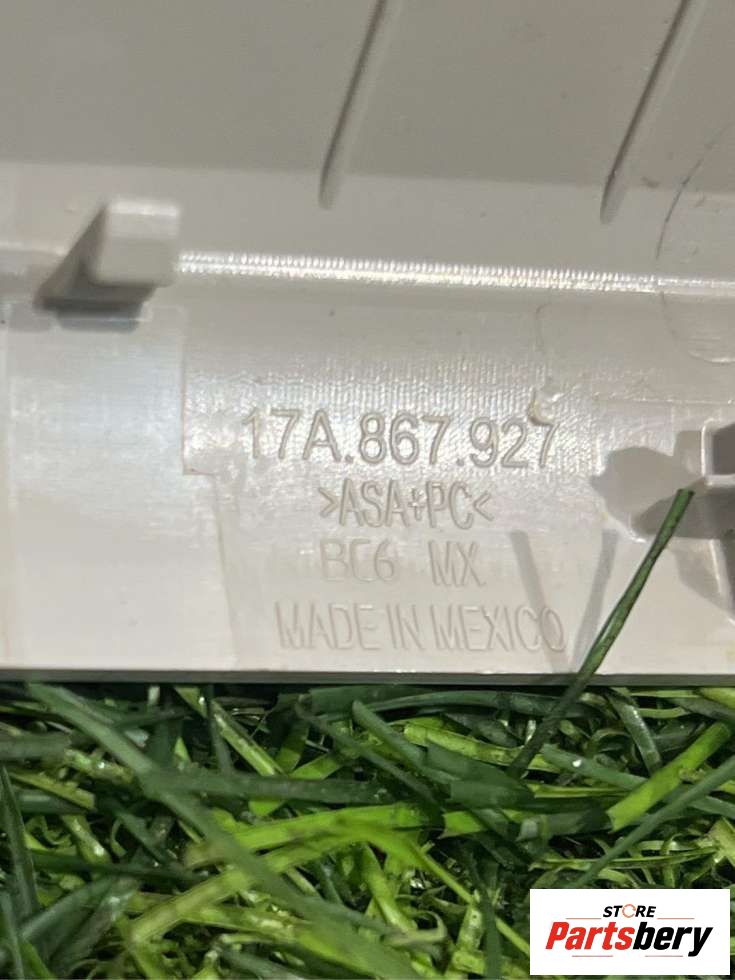 17A.867.927
>ASA+PC<
BC6 MX
MADE IN MEXICO
STORE
Partsbery